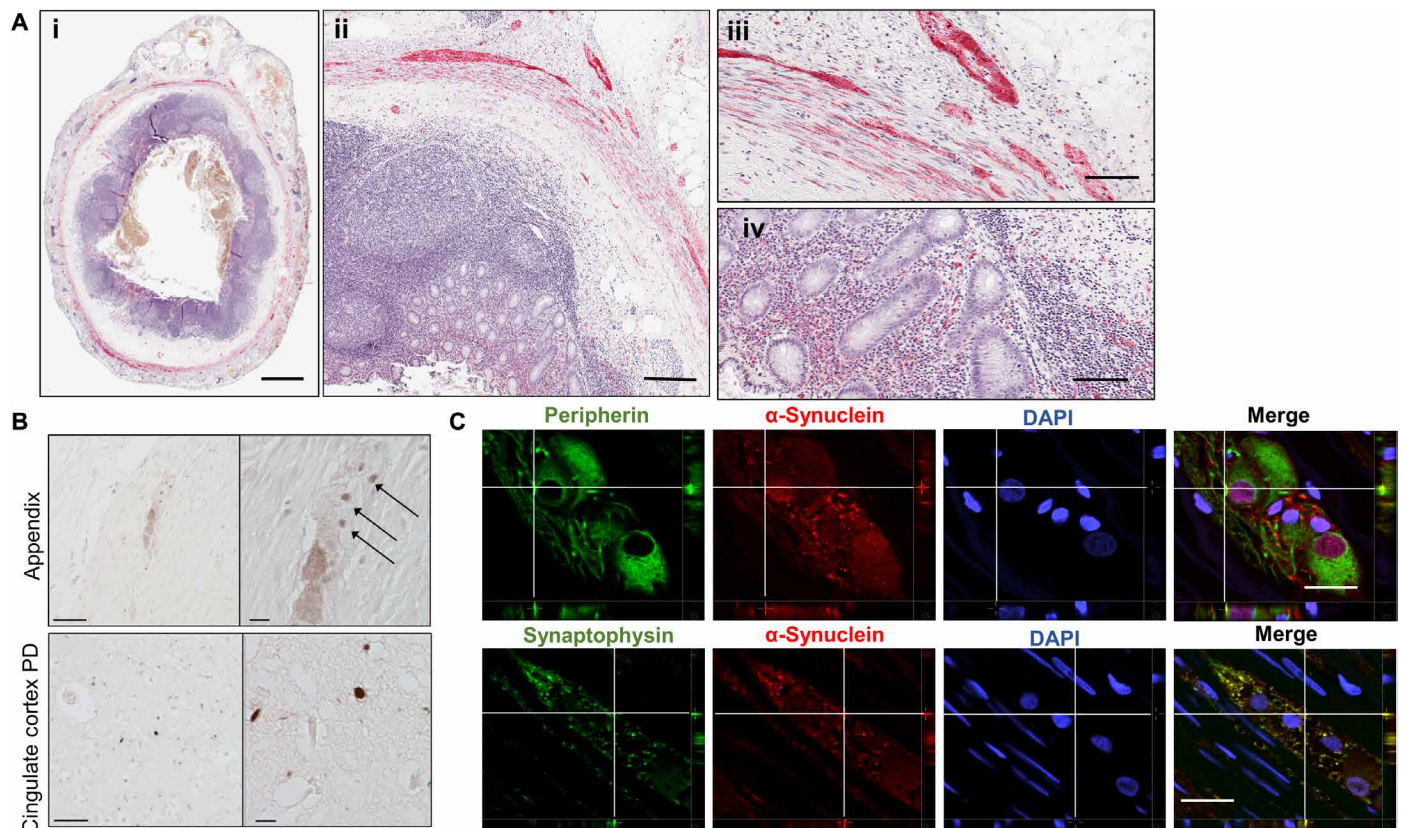 A
i
ii
iii
iv
B
Appendix
Cingulate cortex PD
C
Peripherin
α-Synuclein
DAPI
Merge
Synaptophysin
α-Synuclein
DAPI
Merge